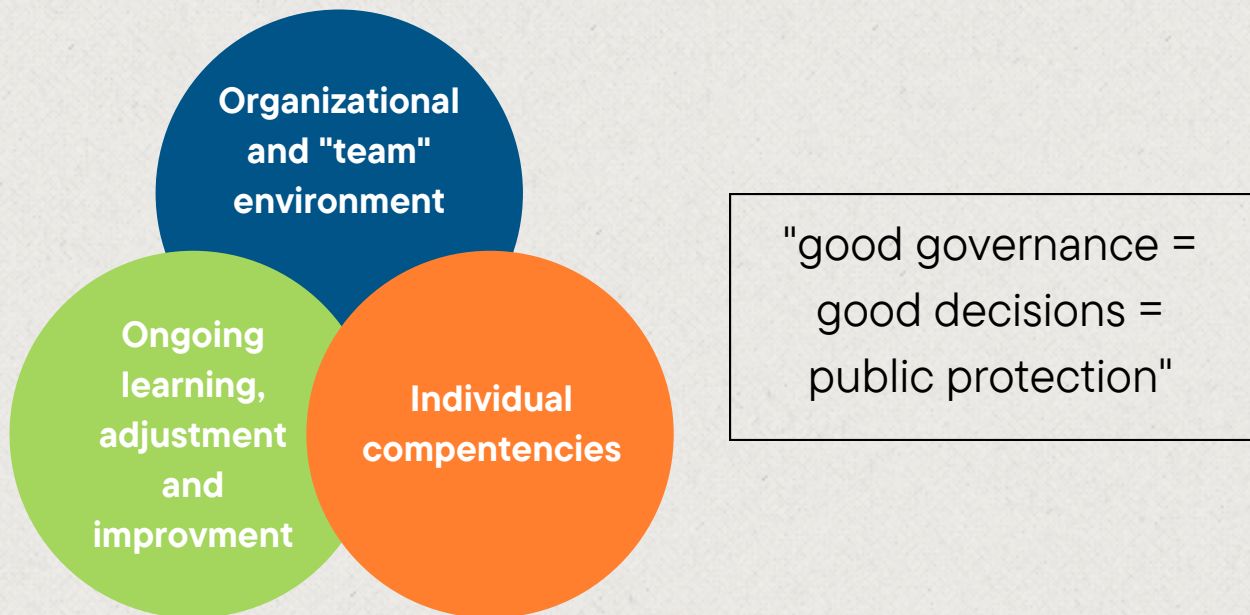 Organizational
and "team"
environment
Ongoing
learning,
adjustment
and
improvment
Individual
compentencies
"good governance =
good decisions =
public protection"